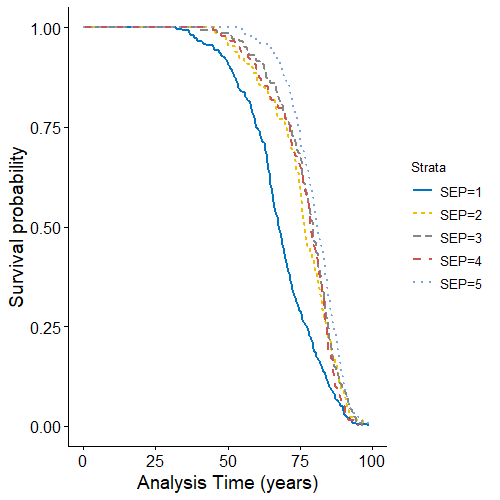 Survival probability
1.00
0.75
0.50
0.25
0.00
0 25 50 75 100
Analysis Time (years)
Strata
SEP=1
SEP=2
SEP=3
SEP=4
SEP=5